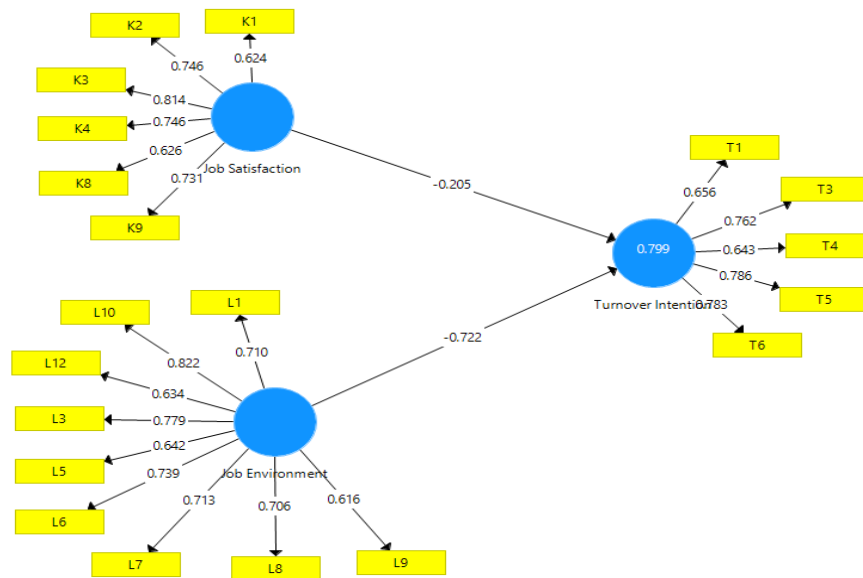 K2
K1
0.746
0.624
K3
0.814
K4
0.746
0.626
K8
0.731
Job Satisfaction
K9
-0.205
T1
0.656
T3
0.762
0.799
0.643
T4
0.786
T5
Turnover Intention
0.783
T6
-0.722
L1
L10
0.710
0.822
L12
0.634
L3
0.779
0.642
L5
0.739
Job Environment
L6
0.713
0.706
0.616
L7
L8
L9